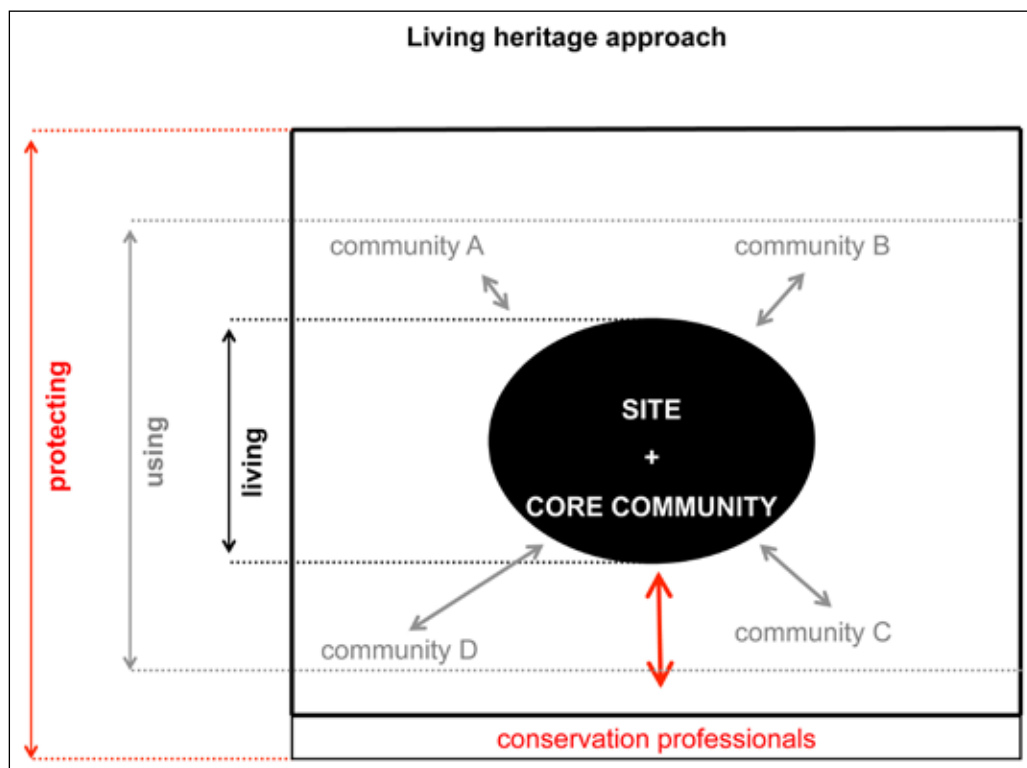 Living heritage approach
community A
community B
protecting
using
living
SITE
+
CORE COMMUNITY
community D
community C
conservation professionals